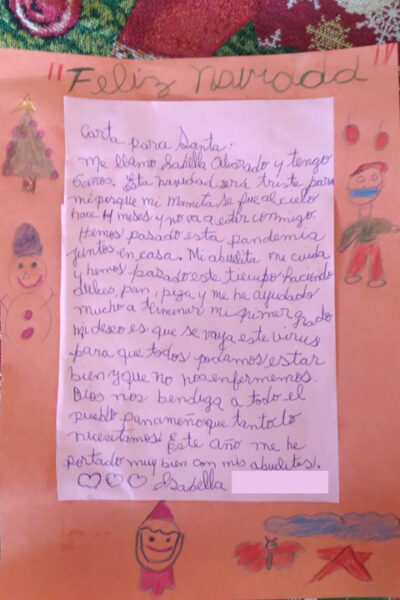 "Feliz Navidad"
Carta para Santa.
Me llamo Isabella Alvarado y tengo
6 años. Esta navidad será triste para
mi porque mi Mamita se fue al cielo
hace 4 meses y no va a estar conmigo.
Hemos pasado esta pandemia
juntos en casa. Mi abuelita me cuida
y hemos pasado este tiempo haciendo
dulces, pan, piza y me ha ayudado
mucho a terminar mi primer grado
mi deseo es que se vaya este virus
para que todos podamos estar
bien y que no nos enfermemos.
Dios nos bendiga a todo el
pueblo panameño que tanto lo
necesitamos. Este año me he
portado muy bien con mis abuelitos.
Isabella